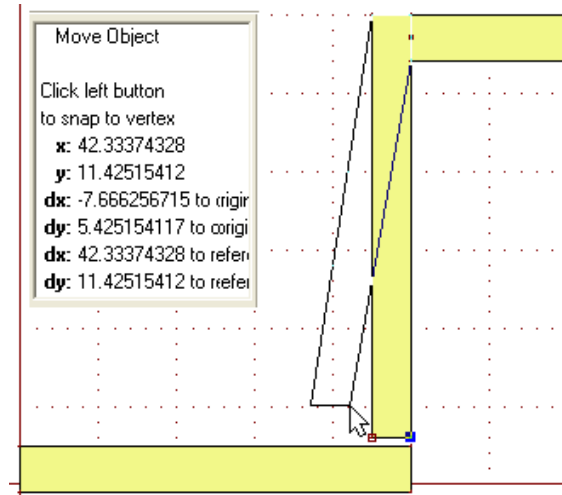 Move Object
Click left button
to snap to vertex
x: 42.33374328
y: 11.42515412
dx: -7.666256715 to
dy: 5.425154117 to
dx: 42.33374328 to
dy: 11.42515412 to